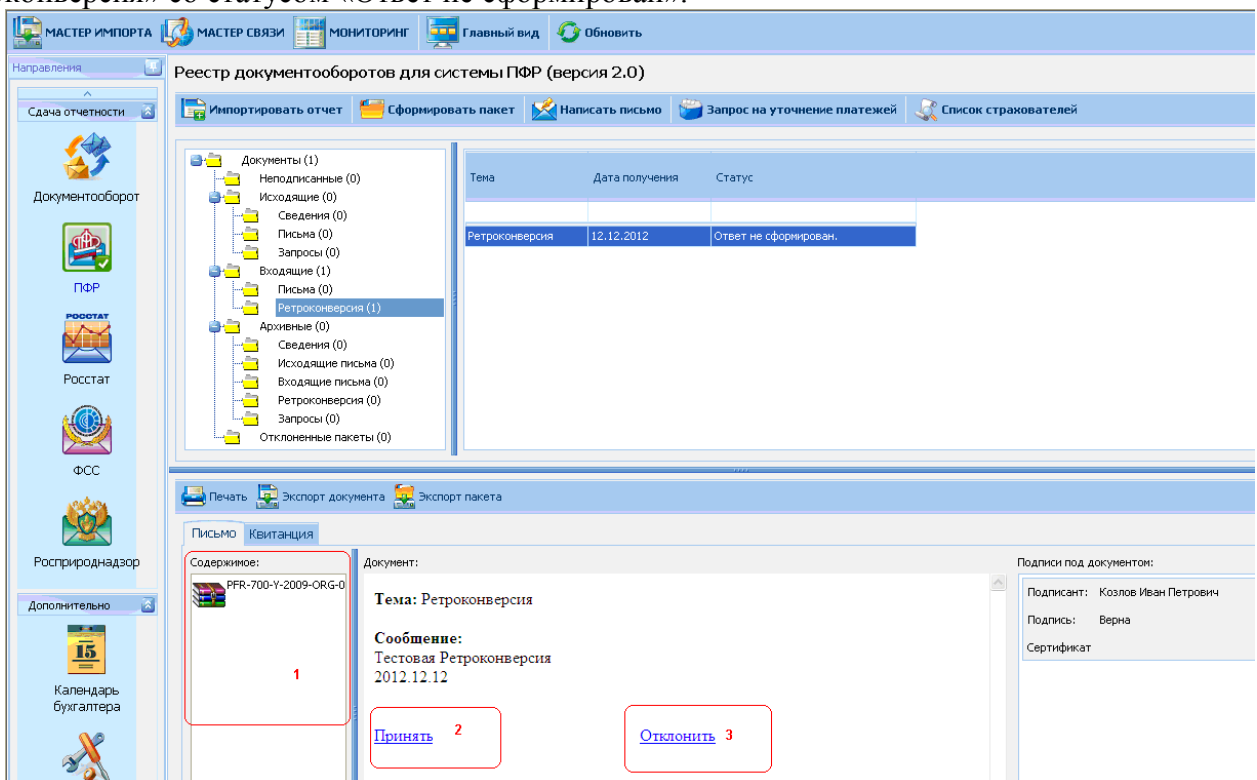 конверсия» со статусом «Ответ не сформирован».
МАСТЕР ИМПОРТА МАСТЕР СВЯЗИ МОНИТОРИНГ Главный вид Обновить
Направления
Реестр документооборотов для системы ПФР (версия 2.0)
Сдача отчетности
Импортировать отчет Сформировать пакет Написать письмо Запрос на уточнение платежей Список страхователей
Документооборот
ПФР
РОССТАТ
Росстат
ФСС
Росприроднадзор
Дополнительно
15
Календарь
бухгалтера
Документы (1)
Неподписанные (0)
Исходящие (0)
Сведения (0)
Письма (0)
Запросы (0)
Входящие (1)
Письма (0)
Ретроконверсия (1)
Архивные (0)
Сведения (0)
Исходящие письма (0)
Входящие письма (0)
Ретроконверсия (0)
Запросы (0)
Отклоненные пакеты (0)
Тема Дата получения Статус
Ретроконверсия 12.12.2012 Ответ не сформирован.
Печать Экспорт документа Экспорт пакета
Письмо Квитанция
Содержимое:
PFR-700-Y-2009-ORG-0
1
Документ:
Тема: Ретроконверсия
Сообщение:
Тестовая Ретроконверсия
2012.12.12
Принять 2
Отклонить 3
Подписи под документом:
Подписант: Козлов Иван Петрович
Подпись: Верна
Сертификат